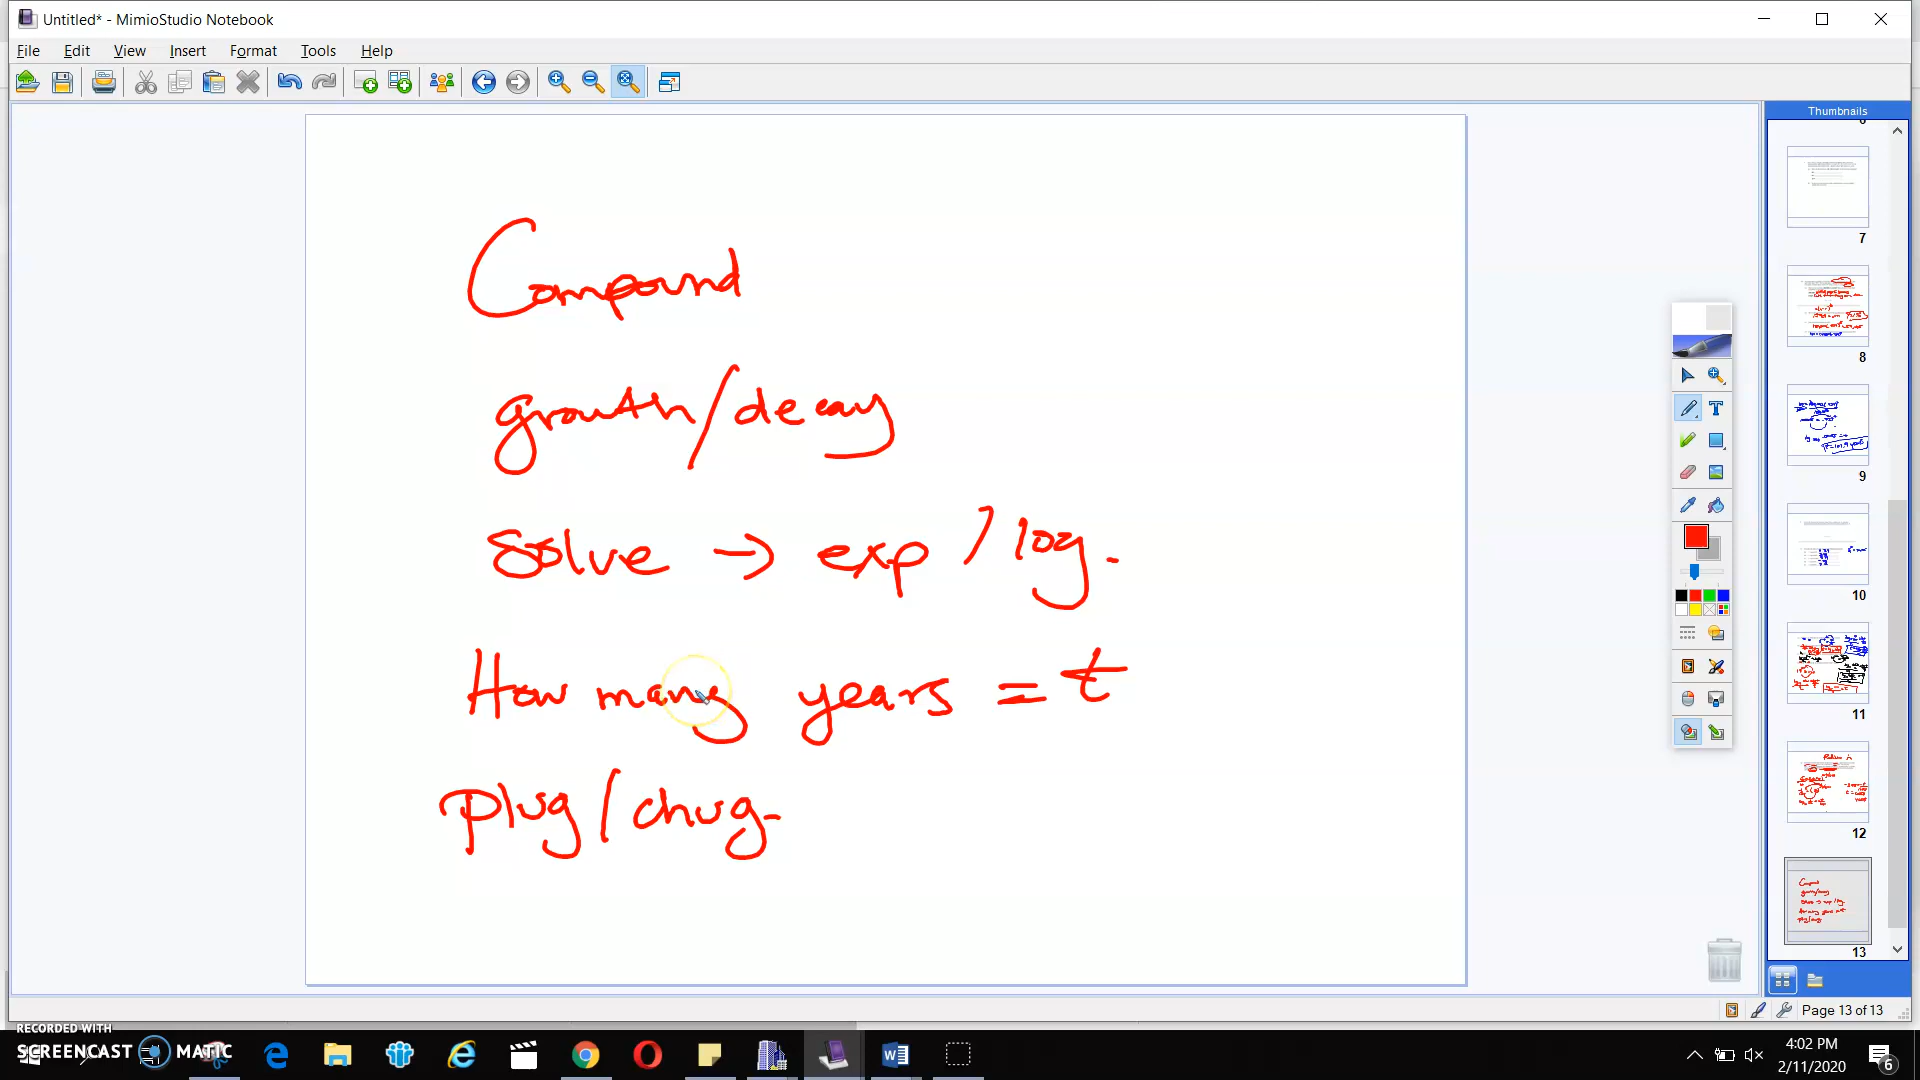 Untitled* - MimioStudio Notebook
File Edit View Insert Format Tools Help
Thumbnails
6
7
8
9
10
11
12
13
Compound
growth/decay
solve → exp / log.
How many years = t
plug/chug.
Page 13 of 13
RECORDED WITH
SCREENCAST MATIC
4:02 PM
2/11/2020
6